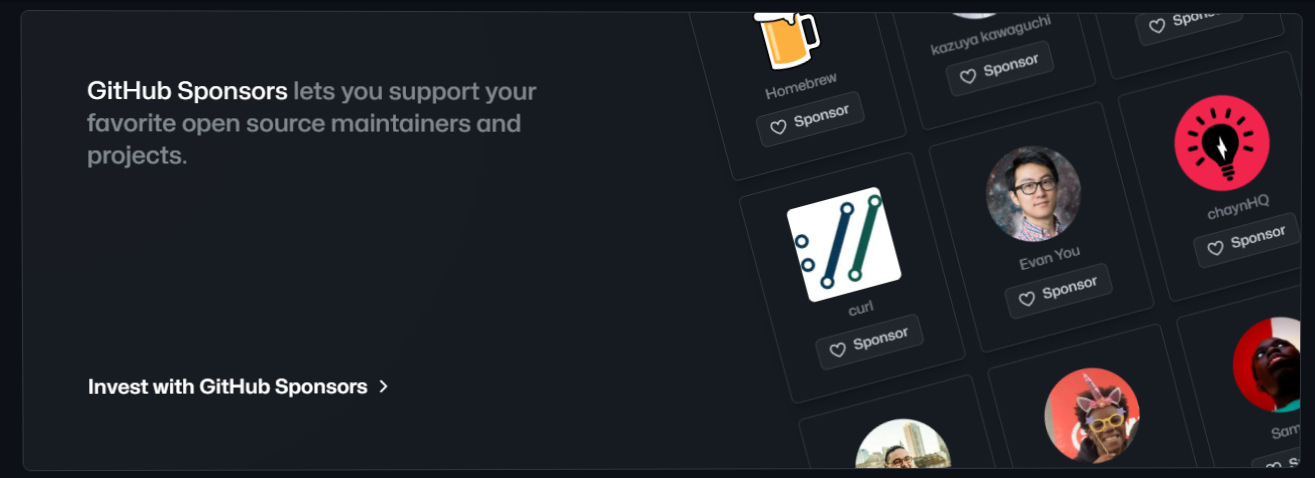 GitHub Sponsors lets you support your
favorite open source maintainers and
projects.
Invest with GitHub Sponsors
Homebrew
Sponsor
kazuya kawaguchi
Sponsor
Sponsor
curl
Sponsor
Evan You
Sponsor
chaynHQ
Sponsor
Sam